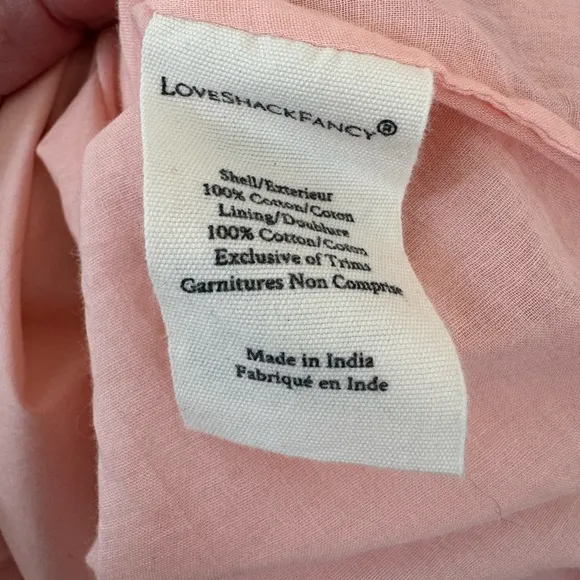 LOVESHACKFANCY®
Shell/Exterieur
100% Cotton/Coton
Lining/Doublure
100% Cotton/Coton
Exclusive of Trims
Garnitures Non Comprise
Made in India
Fabriqué en Inde